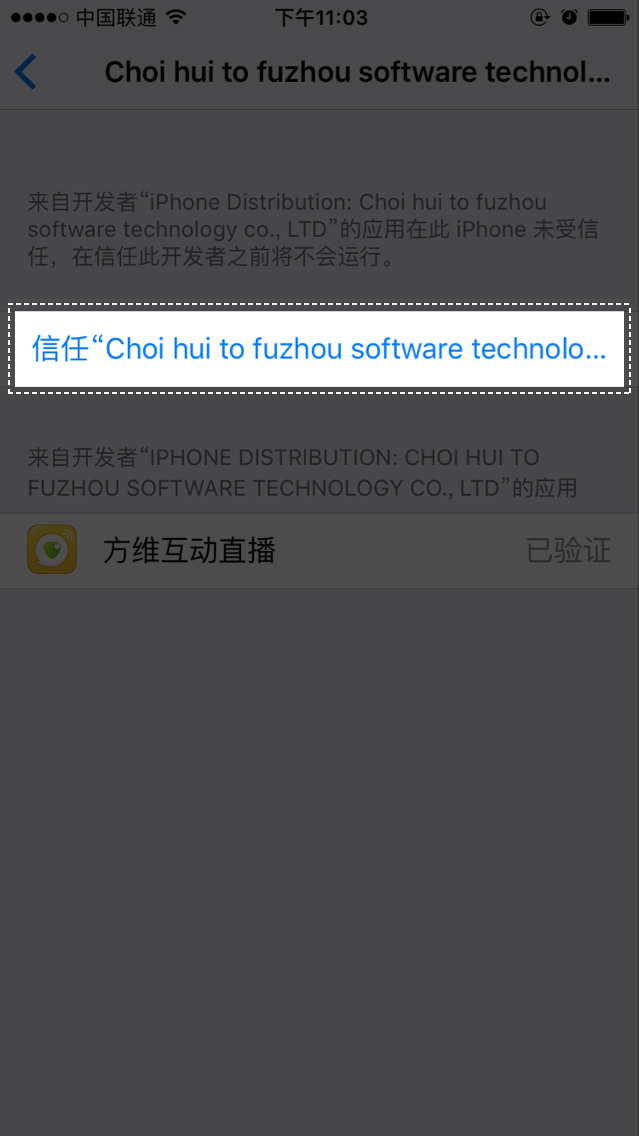 中国联通 下午11:03
Choi hui to fuzhou software technol...
来自开发者“iPhone Distribution: Choi hui to fuzhou
software technology co., LTD”的应用在此 iPhone 未受信
任，在信任此开发者之前将不会运行。
信任“Choi hui to fuzhou software technolo...
来自开发者“IPHONE DISTRIBUTION: CHOI HUI TO
FUZHOU SOFTWARE TECHNOLOGY CO., LTD”的应用
方维互动直播 已验证